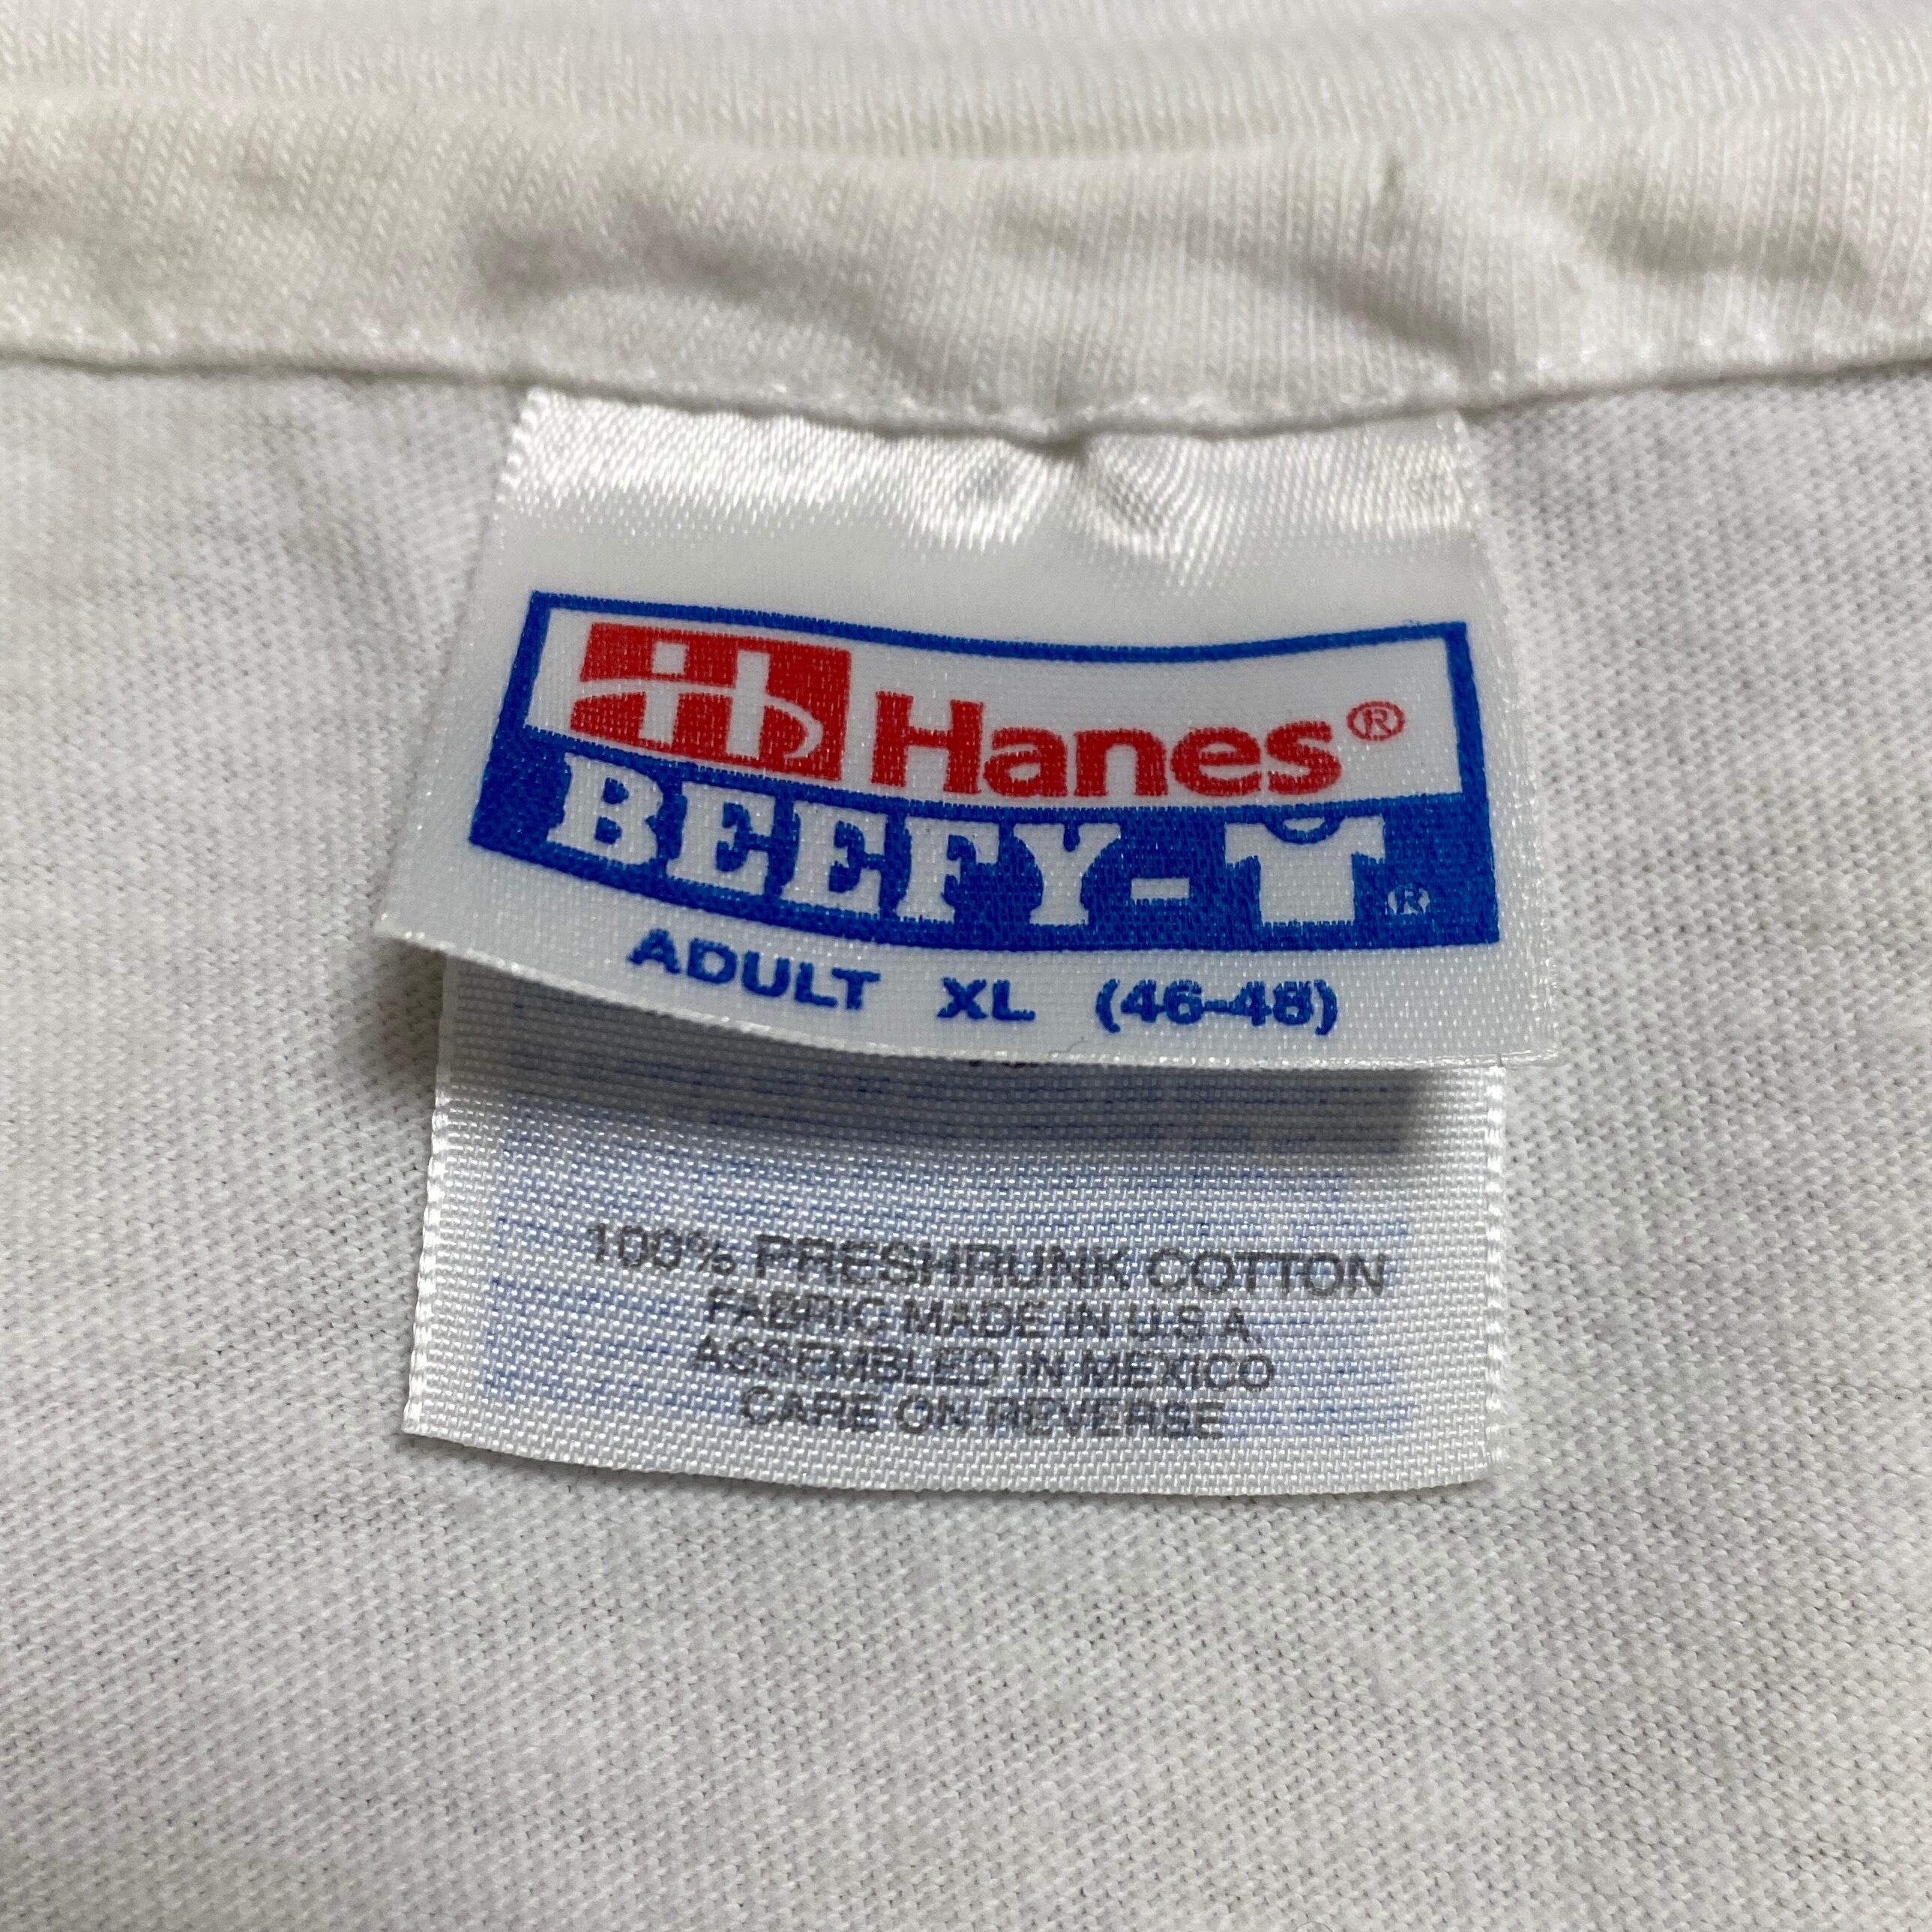 Hanes®
BEEFY-T®
ADULT XL (46-48)
100% PRESHRUNK COTTON
FABRIC MADE IN U S A
ASSEMBLED IN MEXICO
CARE ON REVERSE